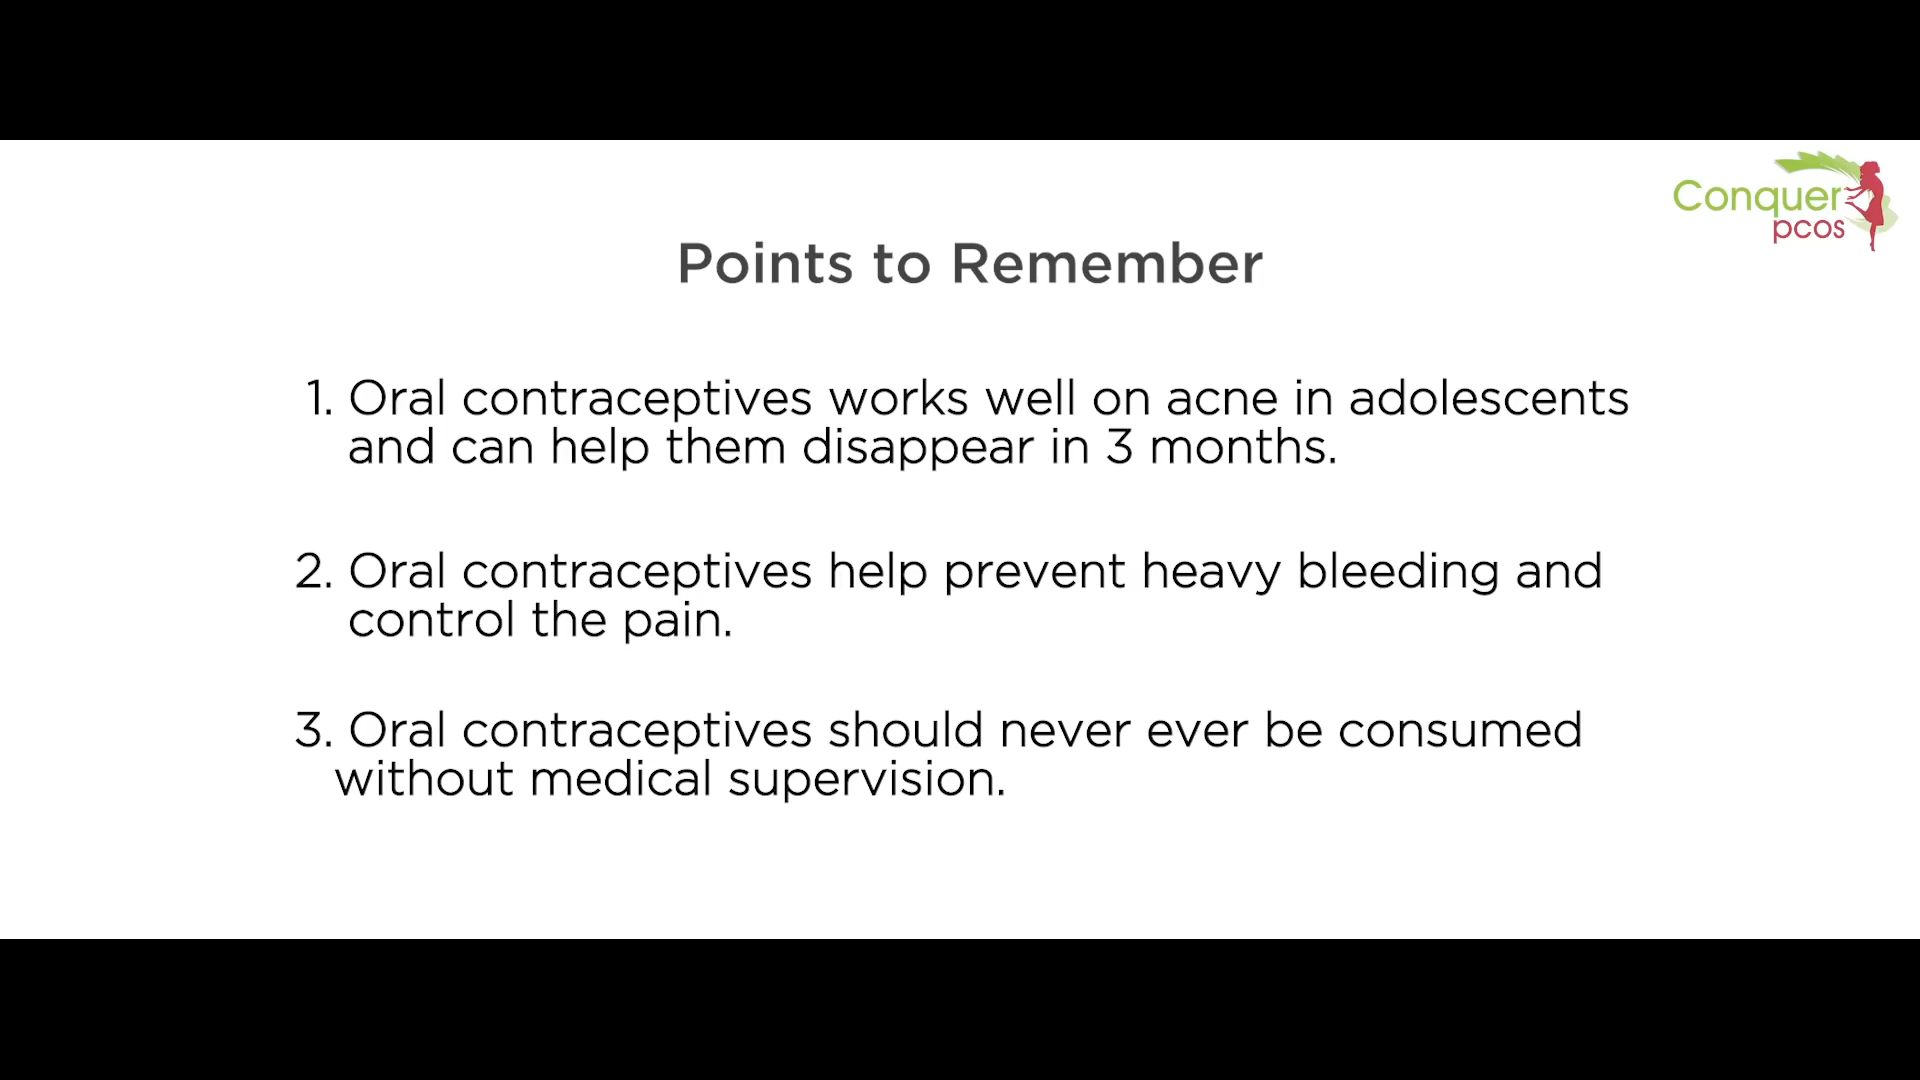 Conquer
pcos
Points to Remember
1. Oral contraceptives works well on acne in adolescents
and can help them disappear in 3 months.
2. Oral contraceptives help prevent heavy bleeding and
control the pain.
3. Oral contraceptives should never ever be consumed
without medical supervision.